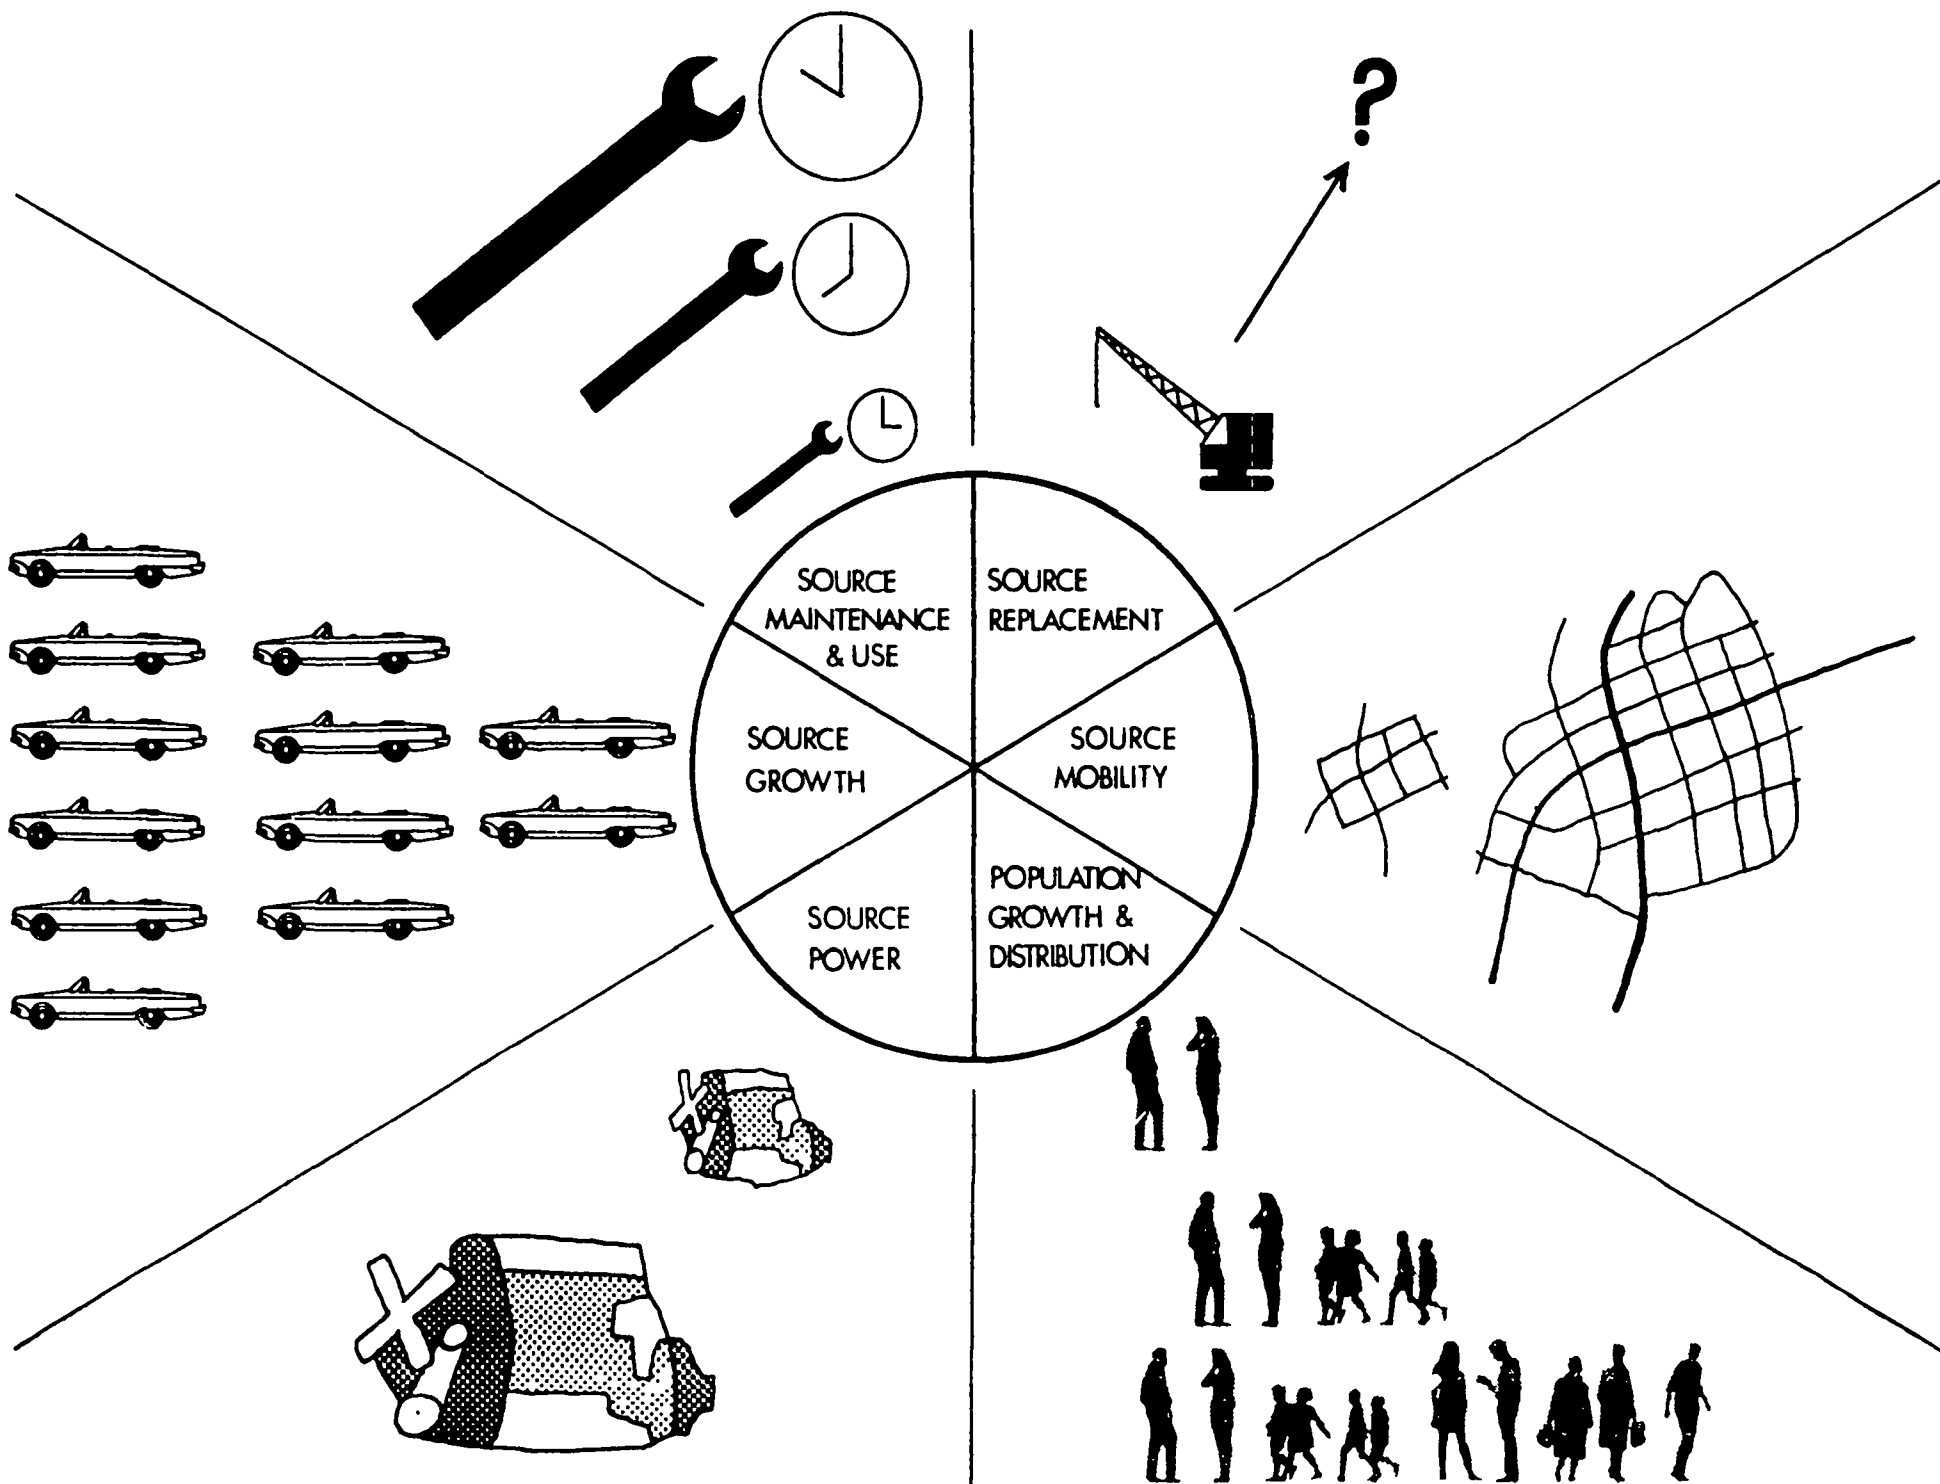 ?
SOURCE
MAINTENANCE
& USE
SOURCE
REPLACEMENT
SOURCE
GROWTH
SOURCE
MOBILITY
SOURCE
POWER
POPULATION
GROWTH &
DISTRIBUTION